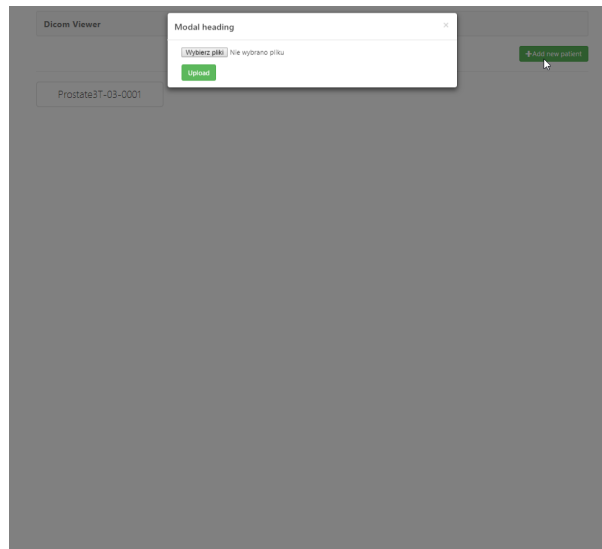 Dicom Viewer
Modal heading
×
Wybierz pliki Nie wybrano pliku
Upload
+Add new patient
Prostate3T-03-0001